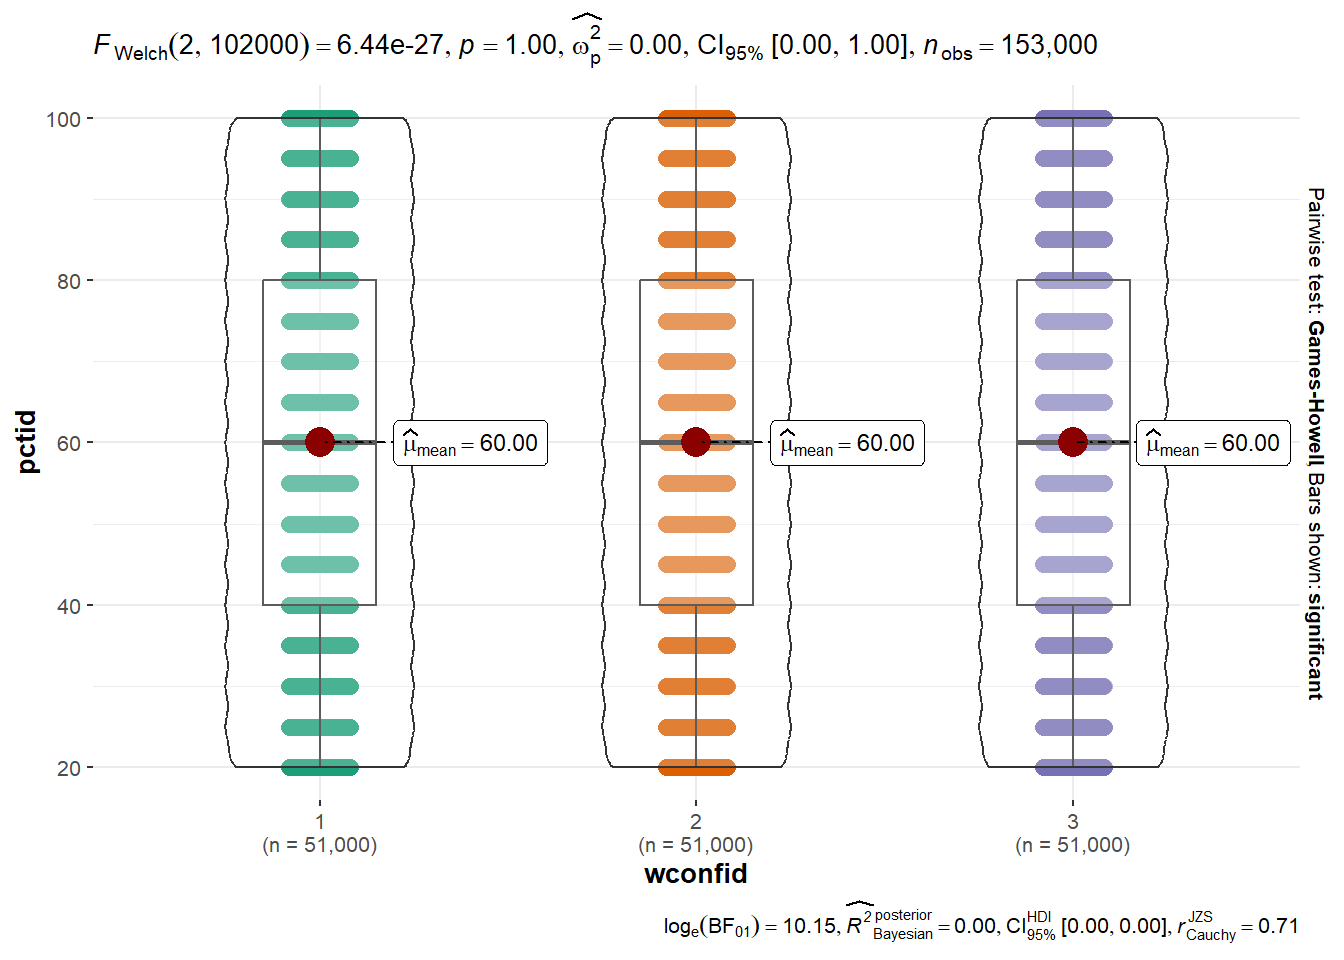 F Welch(2, 102000) = 6.44e-27, p = 1.00, ω̂²p = 0.00, CI95% [0.00, 1.00], nobs = 153,000
100
80
60
40
20
pctid
μ̂mean = 60.00
μ̂mean = 60.00
μ̂mean = 60.00
Pairwise test: Games-Howell, Bars shown: significant
1
(n = 51,000)
2
(n = 51,000)
3
(n = 51,000)
wconfid
loge(BF01) = 10.15, R̂² posterior Bayesian = 0.00, CI HDI 95% [0.00, 0.00], r JZS Cauchy = 0.71